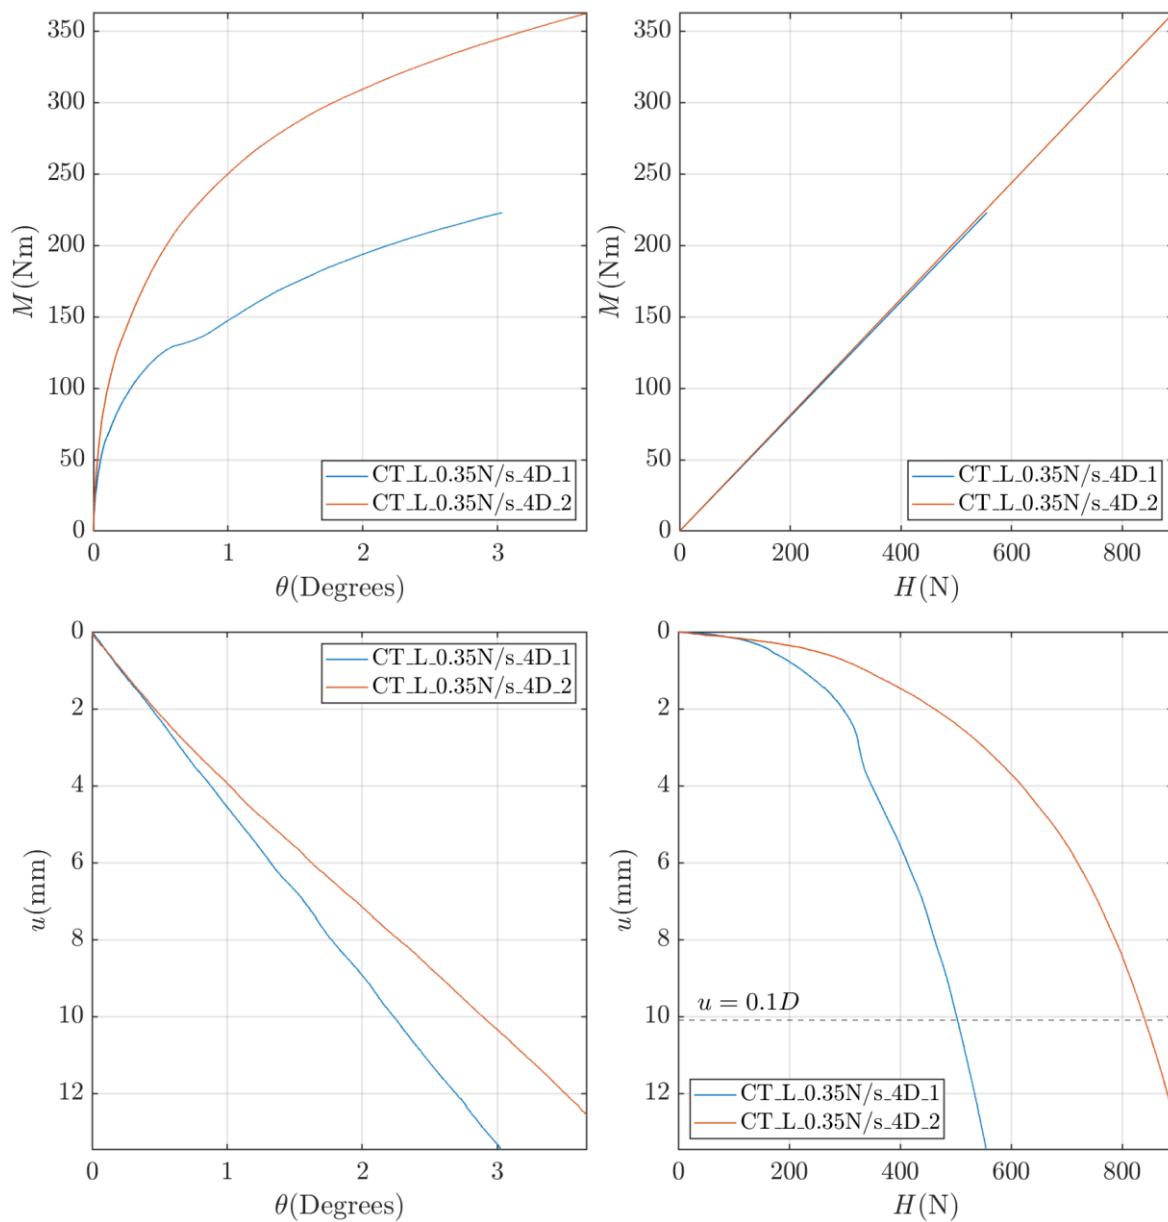 350
300
250
200
150
100
50
0
M(Nm)
0 1 2 3
θ(Degrees)
CT_L_0.35N/s_4D_1
CT_L_0.35N/s_4D_2
350
300
250
200
150
100
50
0
M(Nm)
0 200 400 600 800
H(N)
CT_L_0.35N/s_4D_1
CT_L_0.35N/s_4D_2
0
2
4
6
8
10
12
u(mm)
0 1 2 3
θ(Degrees)
CT_L_0.35N/s_4D_1
CT_L_0.35N/s_4D_2
0
2
4
6
8
10
12
u(mm)
u = 0.1D
CT_L_0.35N/s_4D_1
CT_L_0.35N/s_4D_2
0 200 400 600 800
H(N)